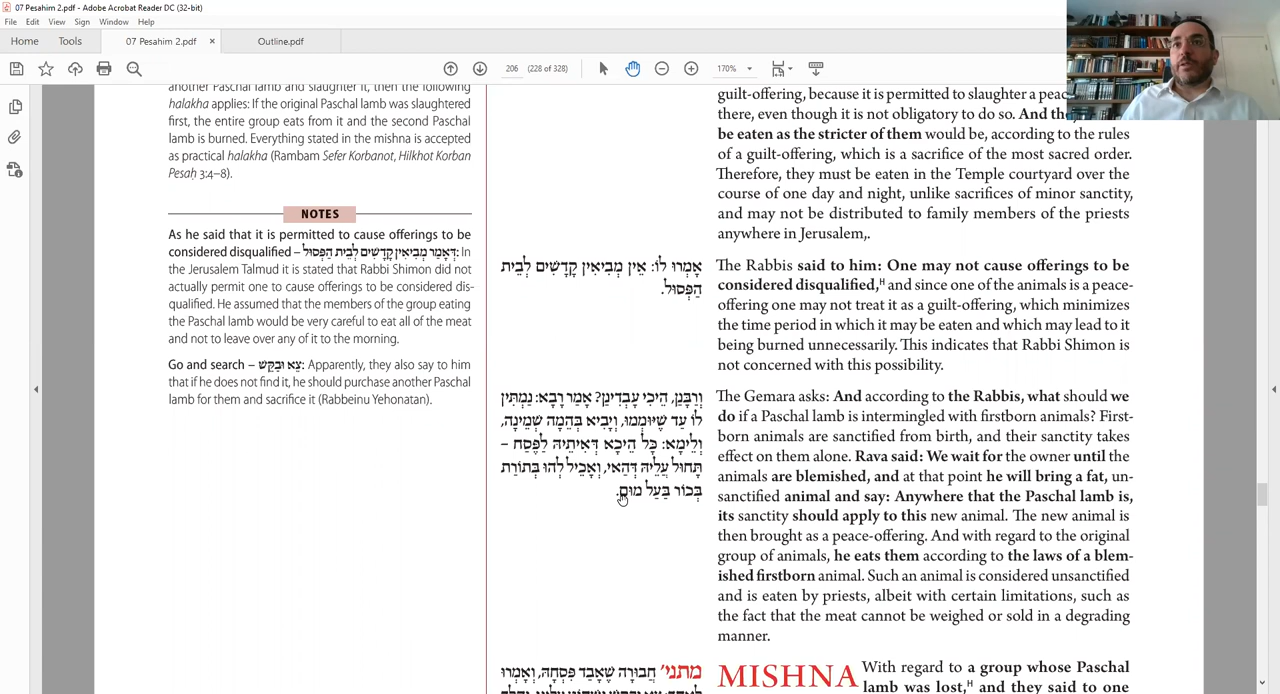 07 Pesahim 2.pdf - Adobe Acrobat Reader DC (32-bit)
File Edit View Sign Window Help
Home Tools 07 Pesahim 2.pdf × Outline.pdf
206 (228 of 328) 170%
another Paschal lamb and slaughter it, then the following
halakha applies: If the original Paschal lamb was slaughtered
first, the entire group eats from it and the second Paschal
lamb is burned. Everything stated in the mishna is accepted
as practical halakha (Rambam Sefer Korbanot, Hilkhot Korban
Pesaḥ 3:4–8).
NOTES
As he said that it is permitted to cause offerings to be
considered disqualified – דְּאָמַר מְבִיאִין קָדָשִׁים לְבֵית הַפְּסוּל: In
the Jerusalem Talmud it is stated that Rabbi Shimon did not
actually permit one to cause offerings to be considered dis-
qualified. He assumed that the members of the group eating
the Paschal lamb would be very careful to eat all of the meat
and not to leave over any of it to the morning.
Go and search – צֵא וּבַקֵּשׁ: Apparently, they also say to him
that if he does not find it, he should purchase another Paschal
lamb for them and sacrifice it (Rabbeinu Yehonatan).
אָמְרוּ לוֹ: אֵין מְבִיאִין קָדָשִׁים לְבֵית
הַפְּסוּל.
וְרַבָּנַן, הֵיכִי עָבְדִינַן? אָמַר רָבָא: נַמְתִּין
לוֹ עַד שֶׁיּוּמְמוּ, וְיָבִיא בְּהֵמָה שְׁמֵינָה,
וְלֵימָא: כָּל הֵיכָא דְּאִיתֵיהּ לַפֶּסַח –
תָּחוּל עֲלֵיהּ דְּהַאי, וְאָכֵיל לְהוּ בְּתוֹרַת
בְּכוֹר בַּעַל מוּם.
מתני׳ חֲבוּרָה שֶׁאָבַד פִּסְחָהּ, וְאָמְרוּ
guilt-offering, because it is permitted to slaughter a peac
there, even though it is not obligatory to do so. And the
be eaten as the stricter of them would be, according to the rules
of a guilt-offering, which is a sacrifice of the most sacred order.
Therefore, they must be eaten in the Temple courtyard over the
course of one day and night, unlike sacrifices of minor sanctity,
and may not be distributed to family members of the priests
anywhere in Jerusalem,.
The Rabbis said to him: One may not cause offerings to be
considered disqualified,ᴴ and since one of the animals is a peace-
offering one may not treat it as a guilt-offering, which minimizes
the time period in which it may be eaten and which may lead to it
being burned unnecessarily. This indicates that Rabbi Shimon is
not concerned with this possibility.
The Gemara asks: And according to the Rabbis, what should we
do if a Paschal lamb is intermingled with firstborn animals? First-
born animals are sanctified from birth, and their sanctity takes
effect on them alone. Rava said: We wait for the owner until the
animals are blemished, and at that point he will bring a fat, un-
sanctified animal and say: Anywhere that the Paschal lamb is,
its sanctity should apply to this new animal. The new animal is
then brought as a peace-offering. And with regard to the original
group of animals, he eats them according to the laws of a blem-
ished firstborn animal. Such an animal is considered unsanctified
and is eaten by priests, albeit with certain limitations, such as
the fact that the meat cannot be weighed or sold in a degrading
manner.
MISHNA With regard to a group whose Paschal
lamb was lost,ᴴ and they said to one